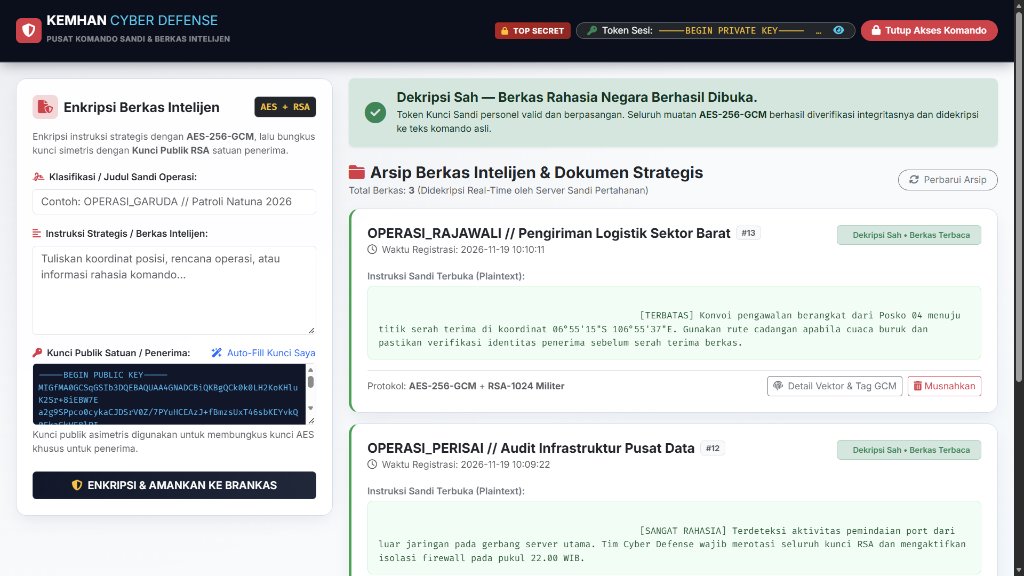 KEMHAN CYBER DEFENSE
PUSAT KOMANDO SANDI & BERKAS INTELIJEN
TOP SECRET
Token Sesi: -----BEGIN PRIVATE KEY----- …
Tutup Akses Komando
Enkripsi Berkas Intelijen
AES + RSA
Enkripsi instruksi strategis dengan AES-256-GCM, lalu bungkus
kunci simetris dengan Kunci Publik RSA satuan penerima.
Klasifikasi / Judul Sandi Operasi:
Contoh: OPERASI_GARUDA // Patroli Natuna 2026
Instruksi Strategis / Berkas Intelijen:
Tuliskan koordinat posisi, rencana operasi, atau
informasi rahasia komando...
Kunci Publik Satuan / Penerima:
Auto-Fill Kunci Saya
-----BEGIN PUBLIC KEY-----
MIGfMA0GCSqGSIb3DQEBAQUAA4GNADCBiQKBgQCk0k0LH2KoKHlu
K2Sr+8iEBW7E
a2g9SPpco0cykaCJDSrV0Z/7PYuHCEAzJ+fBmzsUxT46sbKEYvkQ
Kunci publik asimetris digunakan untuk membungkus kunci AES
khusus untuk penerima.
ENKRIPSI & AMANKAN KE BRANKAS
Dekripsi Sah — Berkas Rahasia Negara Berhasil Dibuka.
Token Kunci Sandi personel valid dan berpasangan. Seluruh muatan AES-256-GCM berhasil diverifikasi integritasnya dan didekripsi
ke teks komando asli.
Arsip Berkas Intelijen & Dokumen Strategis
Total Berkas: 3 (Didekripsi Real-Time oleh Server Sandi Pertahanan)
Perbarui Arsip
OPERASI_RAJAWALI // Pengiriman Logistik Sektor Barat #13
Waktu Registrasi: 2026-11-19 10:10:11
Dekripsi Sah • Berkas Terbaca
Instruksi Sandi Terbuka (Plaintext):
[TERBATAS] Konvoi pengawalan berangkat dari Posko 04 menuju
titik serah terima di koordinat 06°55'15"S 106°55'37"E. Gunakan rute cadangan apabila cuaca buruk dan
pastikan verifikasi identitas penerima sebelum serah terima berkas.
Protokol: AES-256-GCM + RSA-1024 Militer
Detail Vektor & Tag GCM
Musnahkan
OPERASI_PERISAI // Audit Infrastruktur Pusat Data #12
Waktu Registrasi: 2026-11-19 10:09:22
Dekripsi Sah • Berkas Terbaca
Instruksi Sandi Terbuka (Plaintext):
[SANGAT RAHASIA] Terdeteksi aktivitas pemindaian port dari
luar jaringan pada gerbang server utama. Tim Cyber Defense wajib merotasi seluruh kunci RSA dan mengaktifkan
isolasi firewall pada pukul 22.00 WIB.